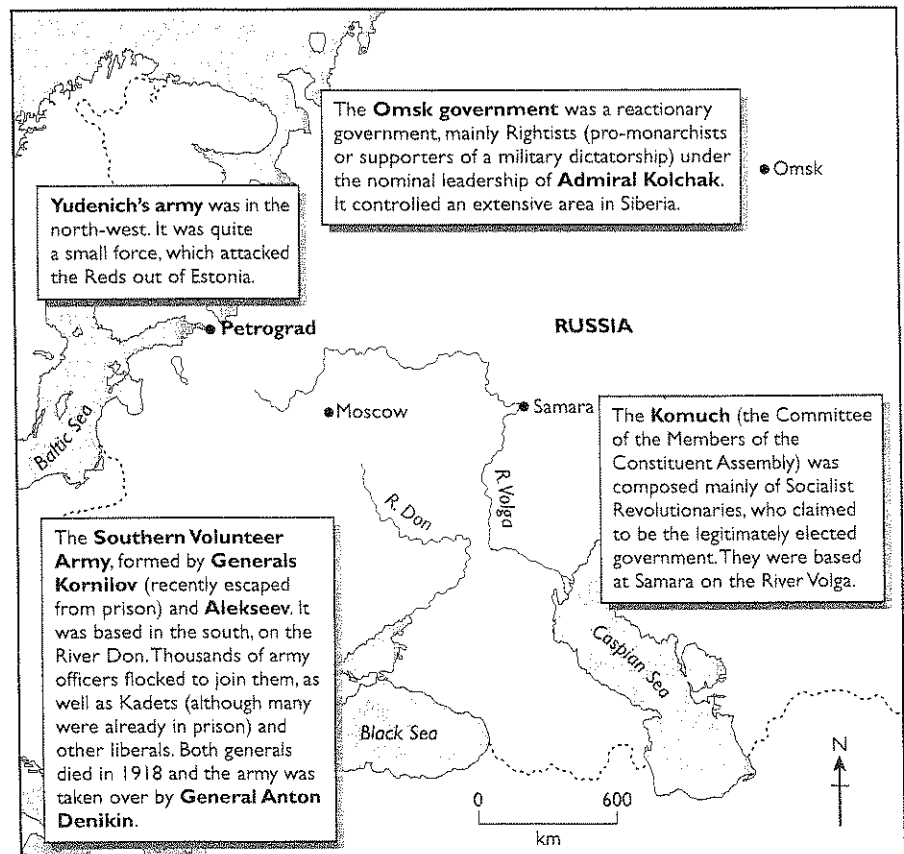 The Omsk government was a reactionary
government, mainly Rightists (pro-monarchists
or supporters of a military dictatorship) under
the nominal leadership of Admiral Kolchak.
It controlled an extensive area in Siberia.
Omsk
Yudenich's army was in the
north-west. It was quite
a small force, which attacked
the Reds out of Estonia.
Petrograd
RUSSIA
Moscow
Samara
Baltic Sea
R. Don
R. Volga
The Komuch (the Committee
of the Members of the
Constituent Assembly) was
composed mainly of Socialist
Revolutionaries, who claimed
to be the legitimately elected
government. They were based
at Samara on the River Volga.
The Southern Volunteer
Army, formed by Generals
Kornilov (recently escaped
from prison) and Alekseev. It
was based in the south, on the
River Don. Thousands of army
officers flocked to join them, as
well as Kadets (although many
were already in prison) and
other liberals. Both generals
died in 1918 and the army was
taken over by General Anton
Denikin.
Caspian Sea
Black Sea
N
0 600
km